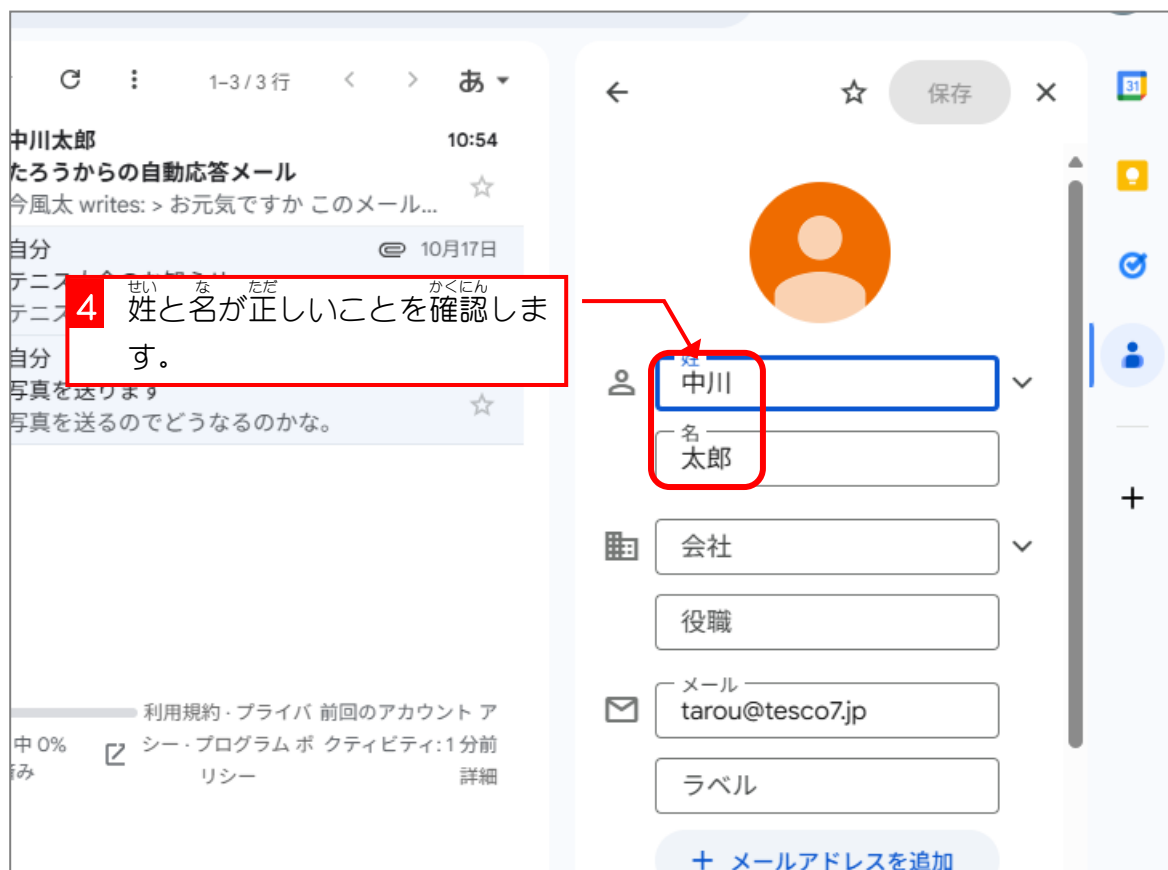 1–3 / 3 行
あ
中川太郎
10:54
たろうからの自動応答メール
今風太 writes: > お元気ですか このメール...
自分
10月17日
自分
写真を送ります
写真を送るのでどうなるのかな。
4
せい な ただ かくにん
姓と名が正しいことを確認しま
す。
利用規約 · プライバ
シー · プログラム ポ
リシー
前回のアカウント ア
クティビティ: 1 分前
詳細
中 0%
保存
31
姓
中川
名
太郎
会社
役職
メール
tarou@tesco7.jp
ラベル
+ メールアドレスを追加